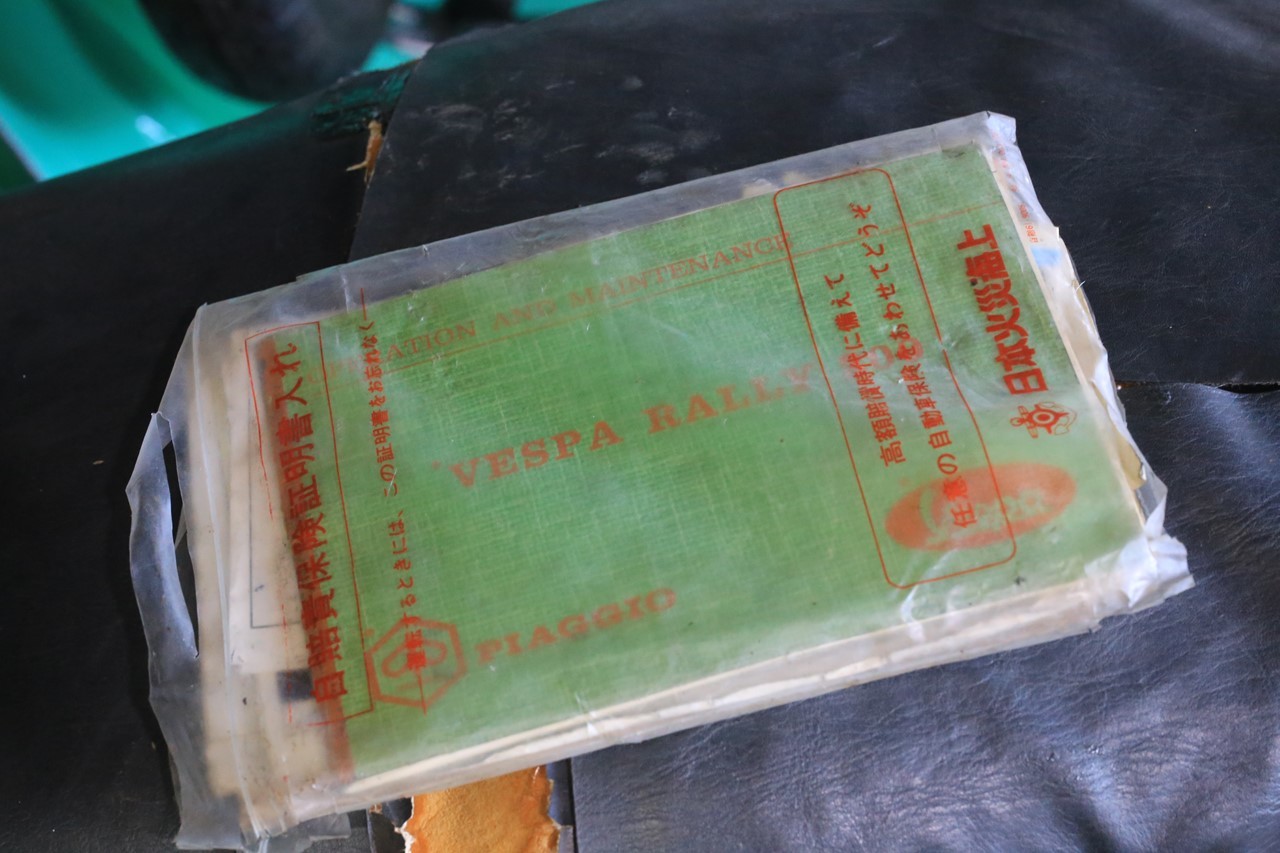 OPERATION AND MAINTENANCE
VESPA RALLY
PIAGGIO
自賠責保険証明書入れ
運転するときには、この証明書をお忘れなく
高額賠償時代に備えて
任意の自動車保険をあわせてどうぞ
日本火災海上